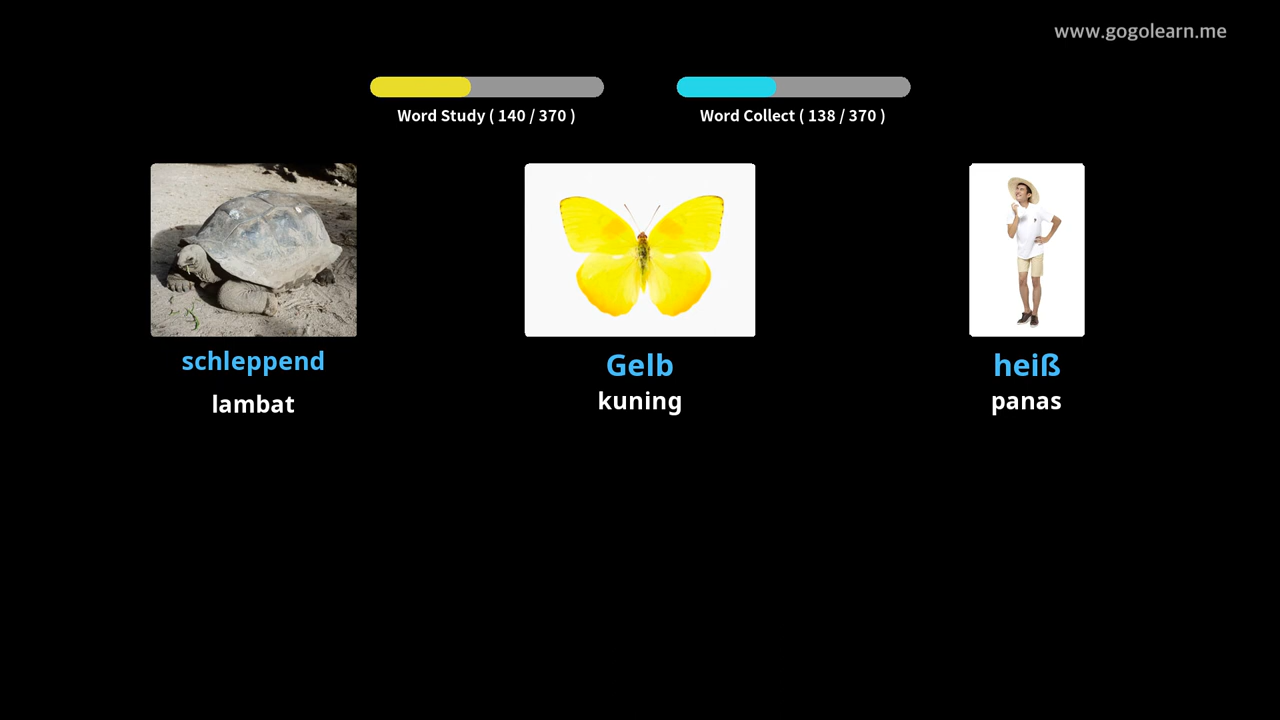 www.gogolearn.me
Word Study ( 140 / 370 )
Word Collect ( 138 / 370 )
schleppend
lambat
Gelb
kuning
heiß
panas